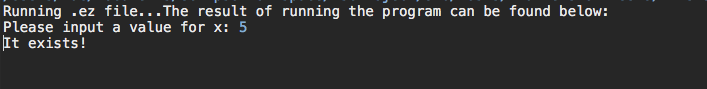 Running .ez file...The result of running the program can be found below:
Please input a value for x: 5
It exists!